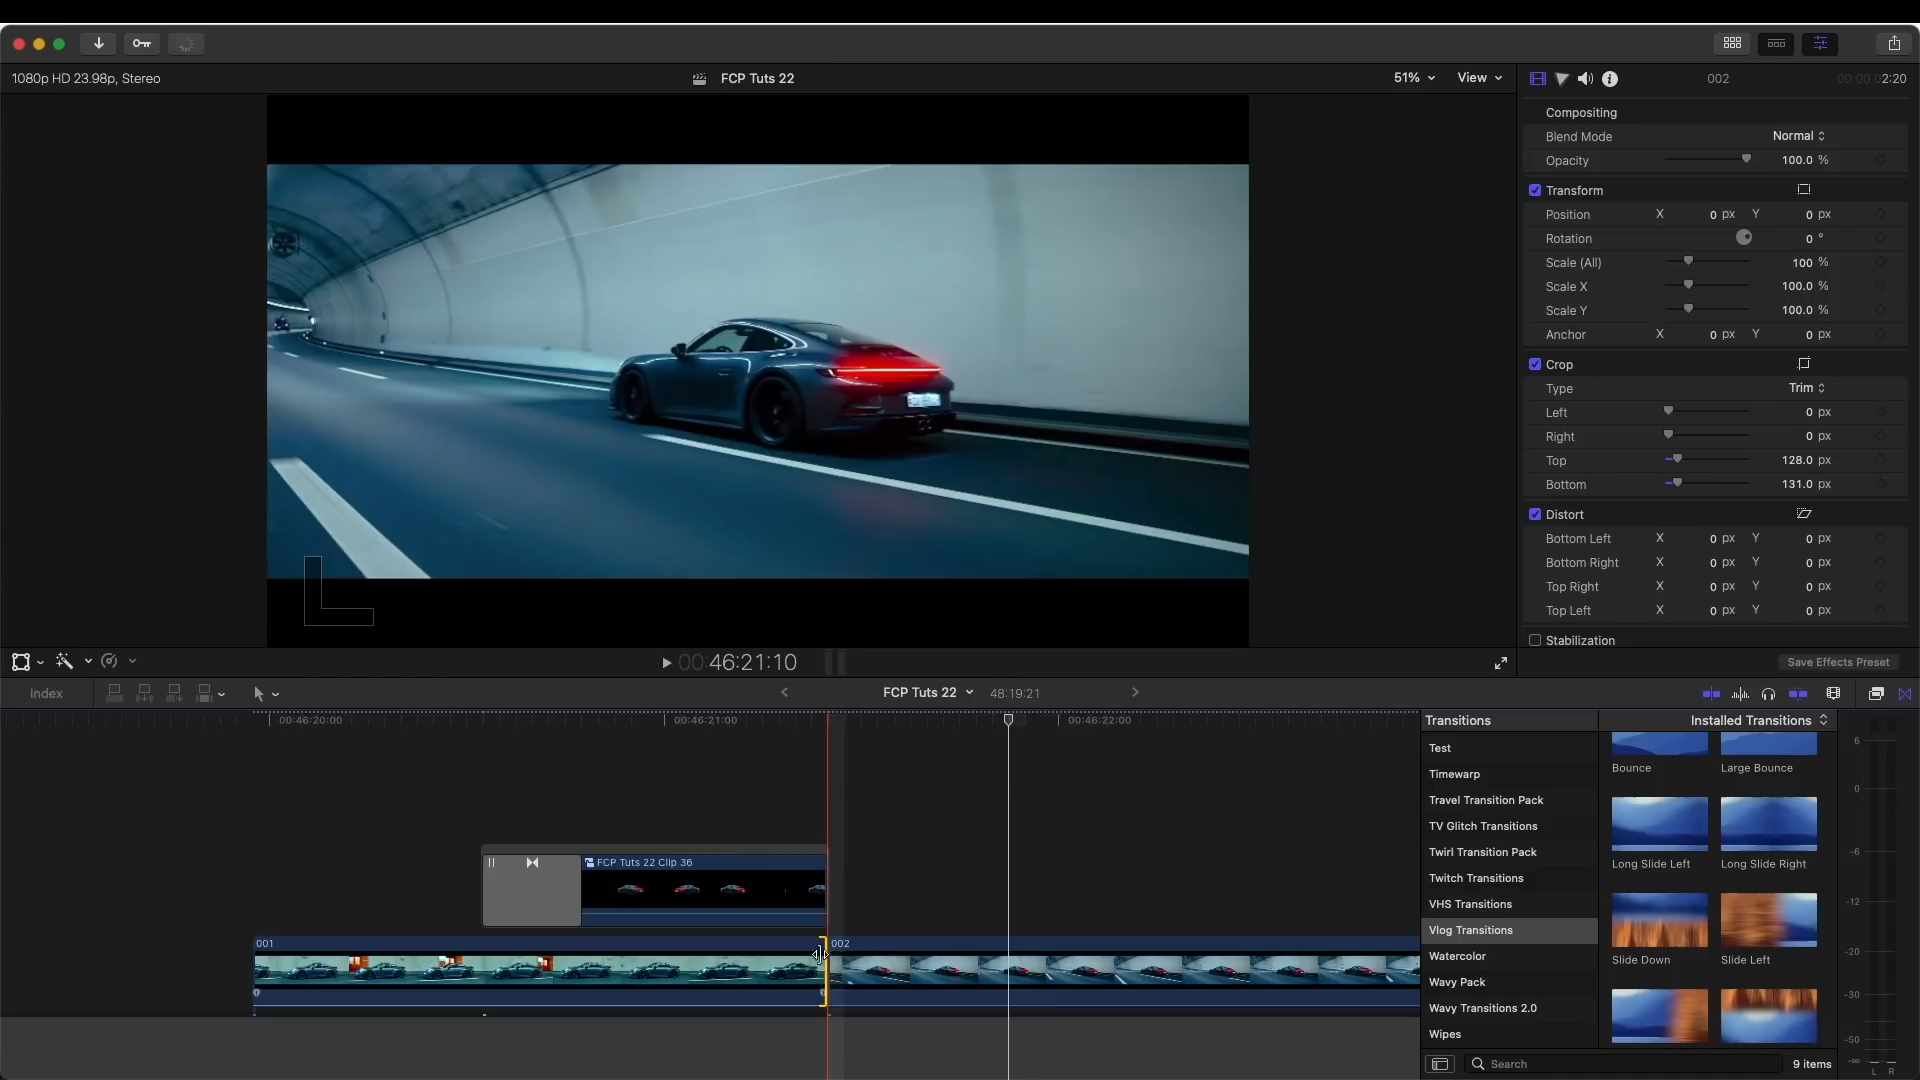 1080p HD 23.98p, Stereo
FCP Tuts 22
51%
View
002
00:00:02:20
Compositing
Blend Mode Normal
Opacity 100.0 %
Transform
Position X 0 px Y 0 px
Rotation 0 °
Scale (All) 100 %
Scale X 100.0 %
Scale Y 100.0 %
Anchor X 0 px Y 0 px
Crop
Type Trim
Left 0 px
Right 0 px
Top 128.0 px
Bottom 131.0 px
Distort
Bottom Left X 0 px Y 0 px
Bottom Right X 0 px Y 0 px
Top Right X 0 px Y 0 px
Top Left X 0 px Y 0 px
Stabilization
Save Effects Preset
00:46:21:10
Index
FCP Tuts 22
48:19:21
00:46:20:00
00:46:21:00
00:46:22:00
FCP Tuts 22 Clip 36
001
002
Transitions
Installed Transitions
Test
Timewarp
Travel Transition Pack
TV Glitch Transitions
Twirl Transition Pack
Twitch Transitions
VHS Transitions
Vlog Transitions
Watercolor
Wavy Pack
Wavy Transitions 2.0
Wipes
Bounce
Large Bounce
Long Slide Left
Long Slide Right
Slide Down
Slide Left
Search
9 items
6
0
-6
-12
-20
-30
-50
-∞
L R